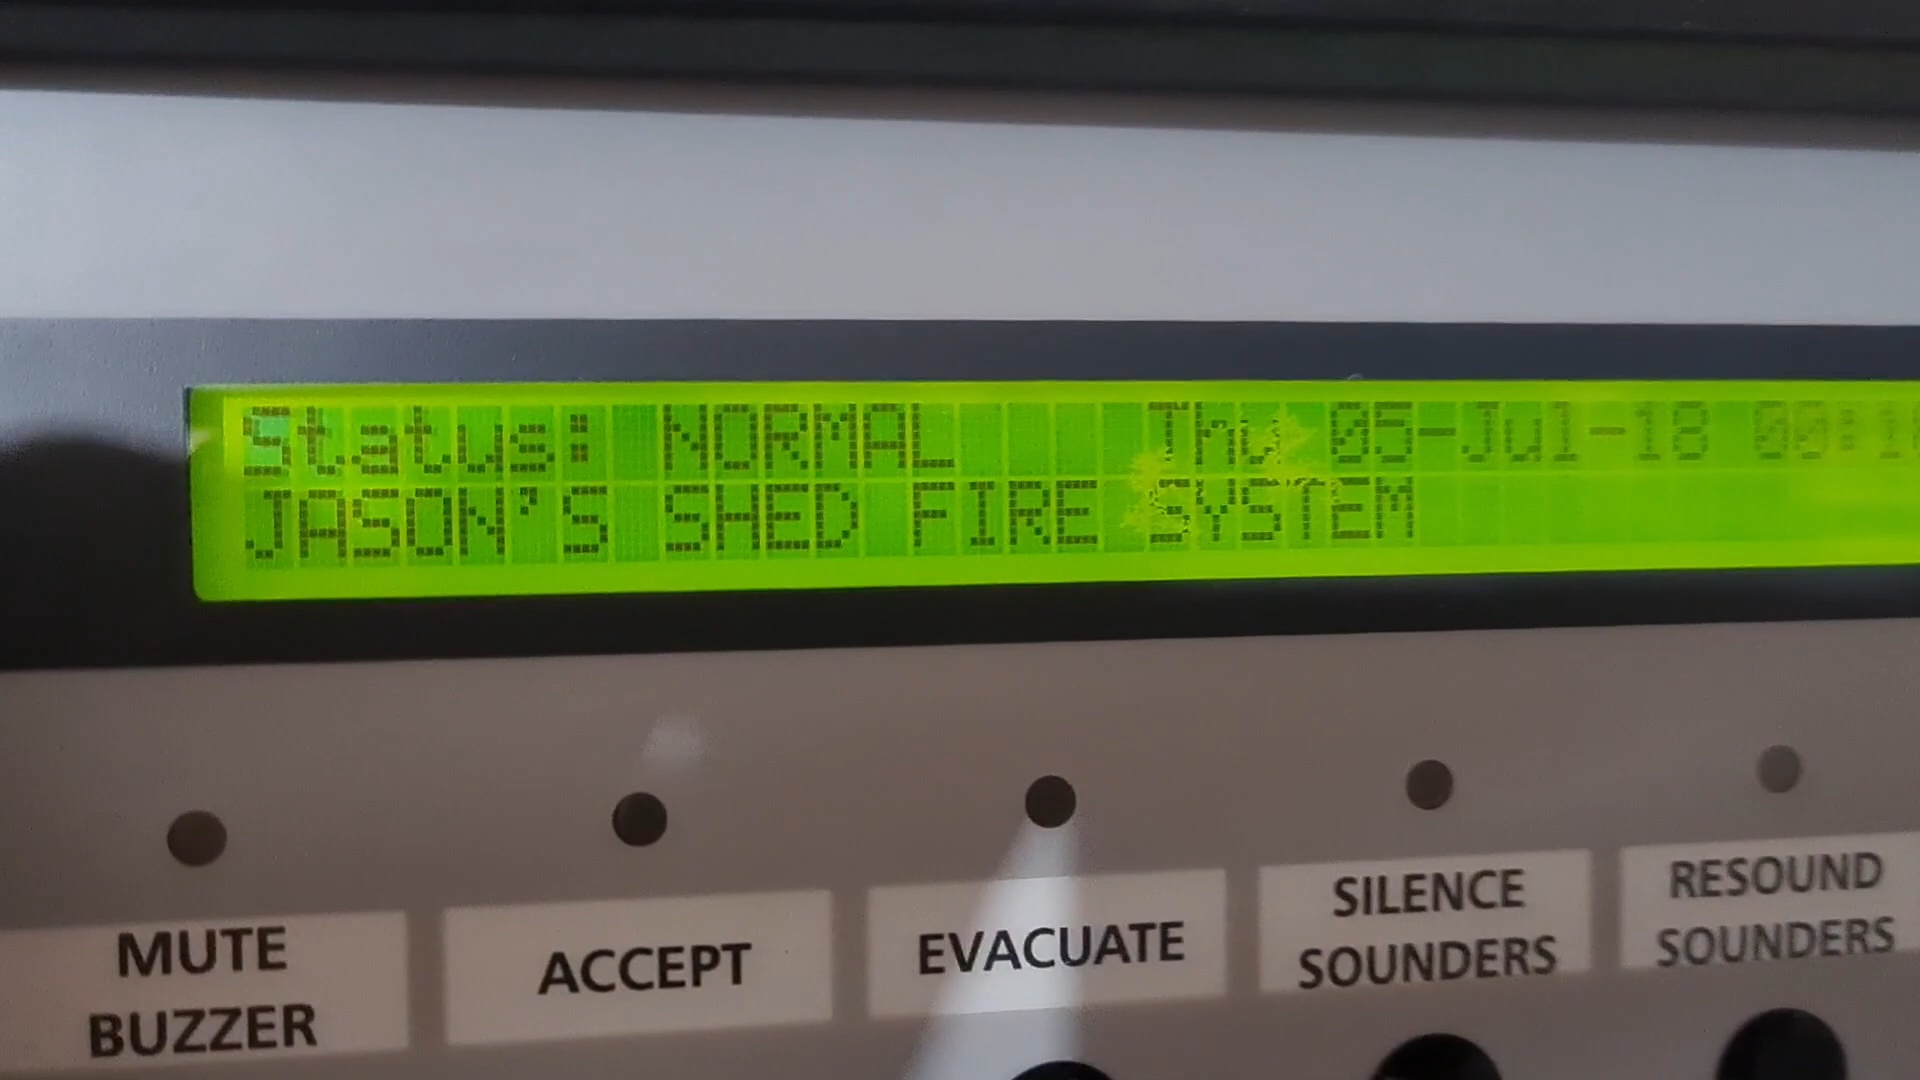 Status: NORMAL Thu 05-Jul-18
JASON'S SHED FIRE SYSTEM
MUTE BUZZER
ACCEPT
EVACUATE
SILENCE SOUNDERS
RESOUND SOUNDERS